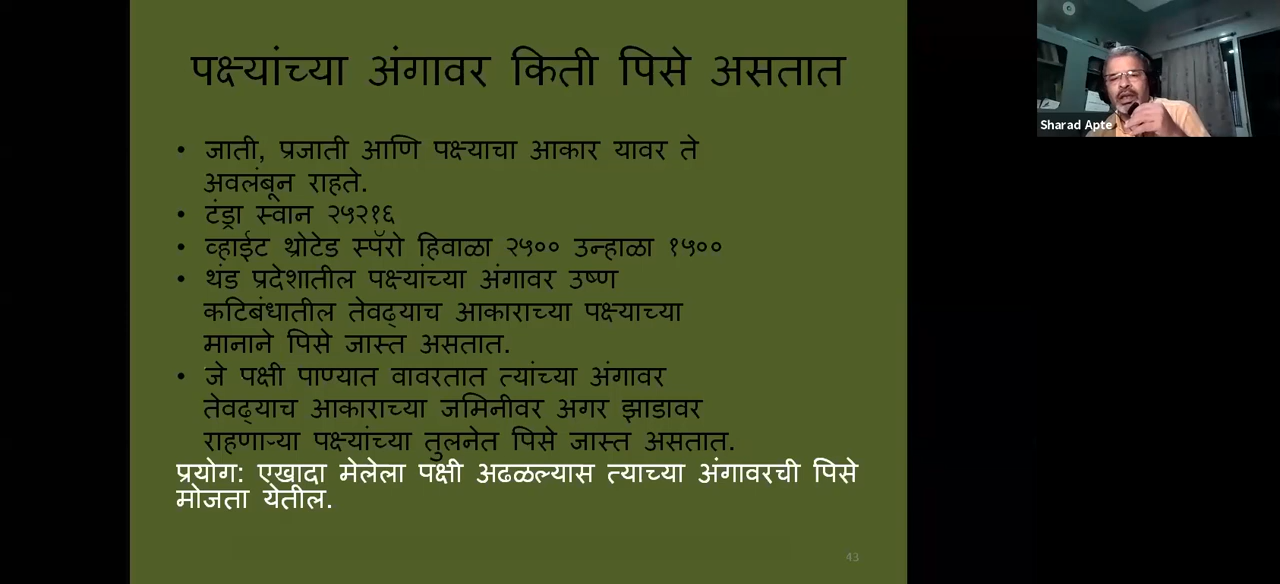 पक्ष्यांच्या अंगावर किती पिसे असतात
• जाती, प्रजाती आणि पक्ष्याचा आकार यावर ते
अवलंबून राहते.
• टंड्रा स्वान २५२१६
• व्हाईट थ्रोटेड स्पॅरो हिवाळा २५०० उन्हाळा १५००
• थंड प्रदेशातील पक्ष्यांच्या अंगावर उष्ण
कटिबंधातील तेवढ्याच आकाराच्या पक्ष्याच्या
मानाने पिसे जास्त असतात.
• जे पक्षी पाण्यात वावरतात त्यांच्या अंगावर
तेवढ्याच आकाराच्या जमिनीवर अगर झाडावर
राहणाऱ्या पक्ष्यांच्या तुलनेत पिसे जास्त असतात.
प्रयोग: एखादा मेलेला पक्षी अढळल्यास त्याच्या अंगावरची पिसे
मोजता येतील.
43
Sharad Apte